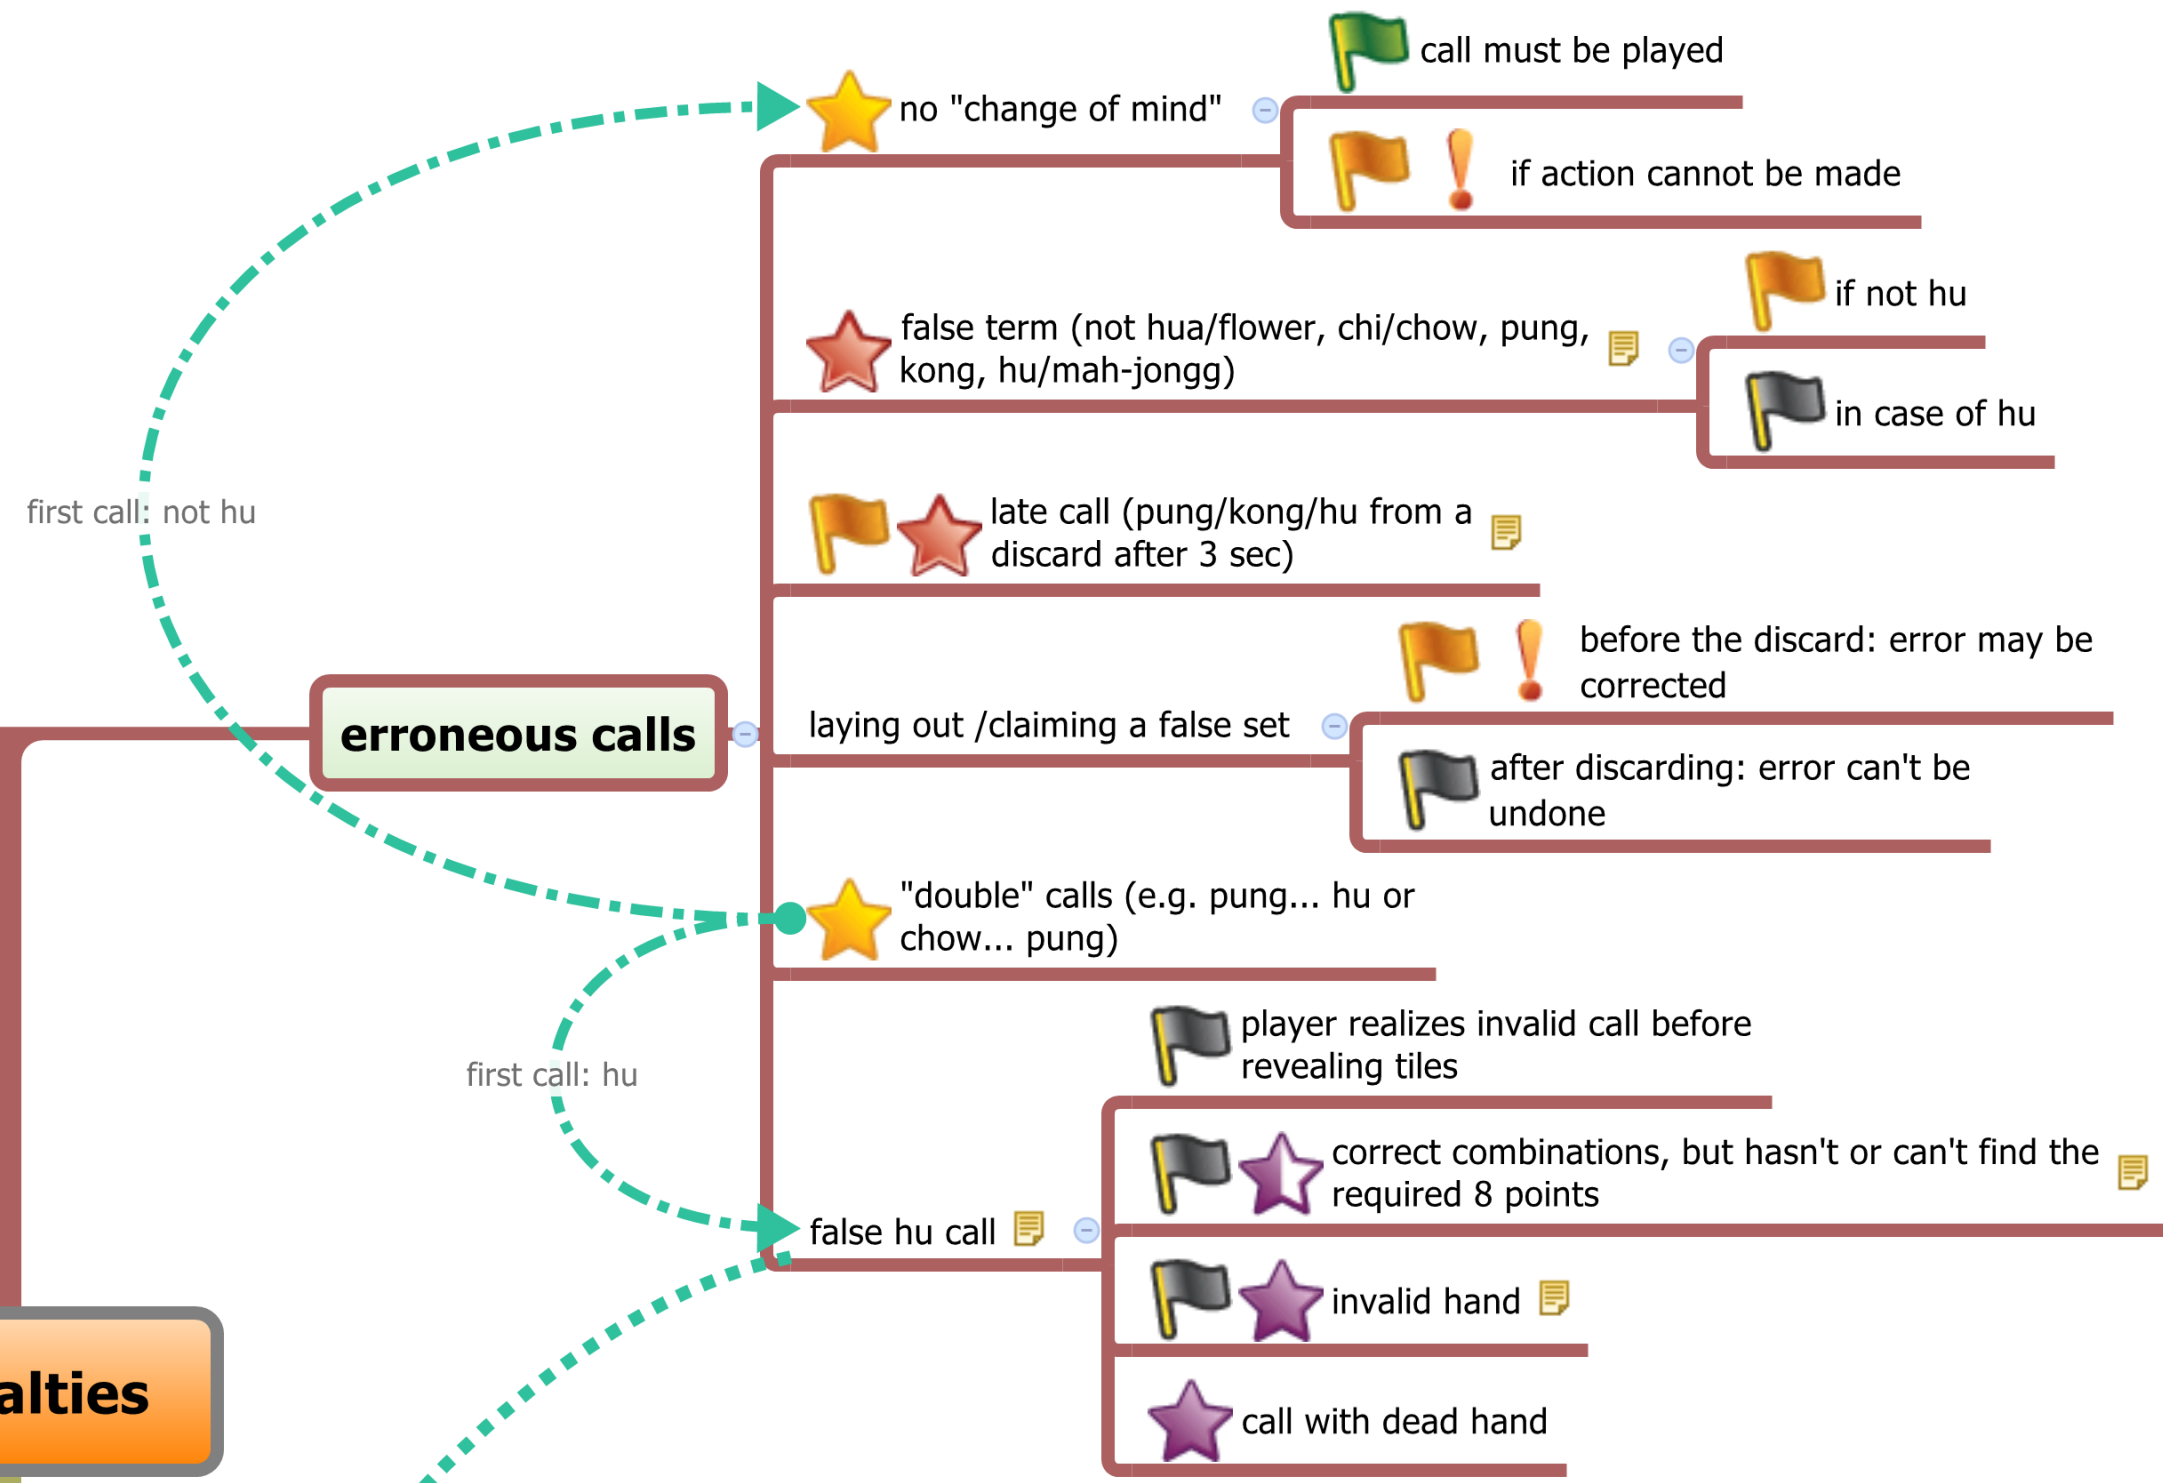 call must be played
no "change of mind"
if action cannot be made
if not hu
false term (not hua/flower, chi/chow, pung,
kong, hu/mah-jongg)
in case of hu
late call (pung/kong/hu from a
discard after 3 sec)
first call: not hu
before the discard: error may be
corrected
erroneous calls
laying out /claiming a false set
after discarding: error can't be
undone
"double" calls (e.g. pung... hu or
chow... pung)
player realizes invalid call before
revealing tiles
first call: hu
correct combinations, but hasn't or can't find the
required 8 points
false hu call
invalid hand
alties
call with dead hand